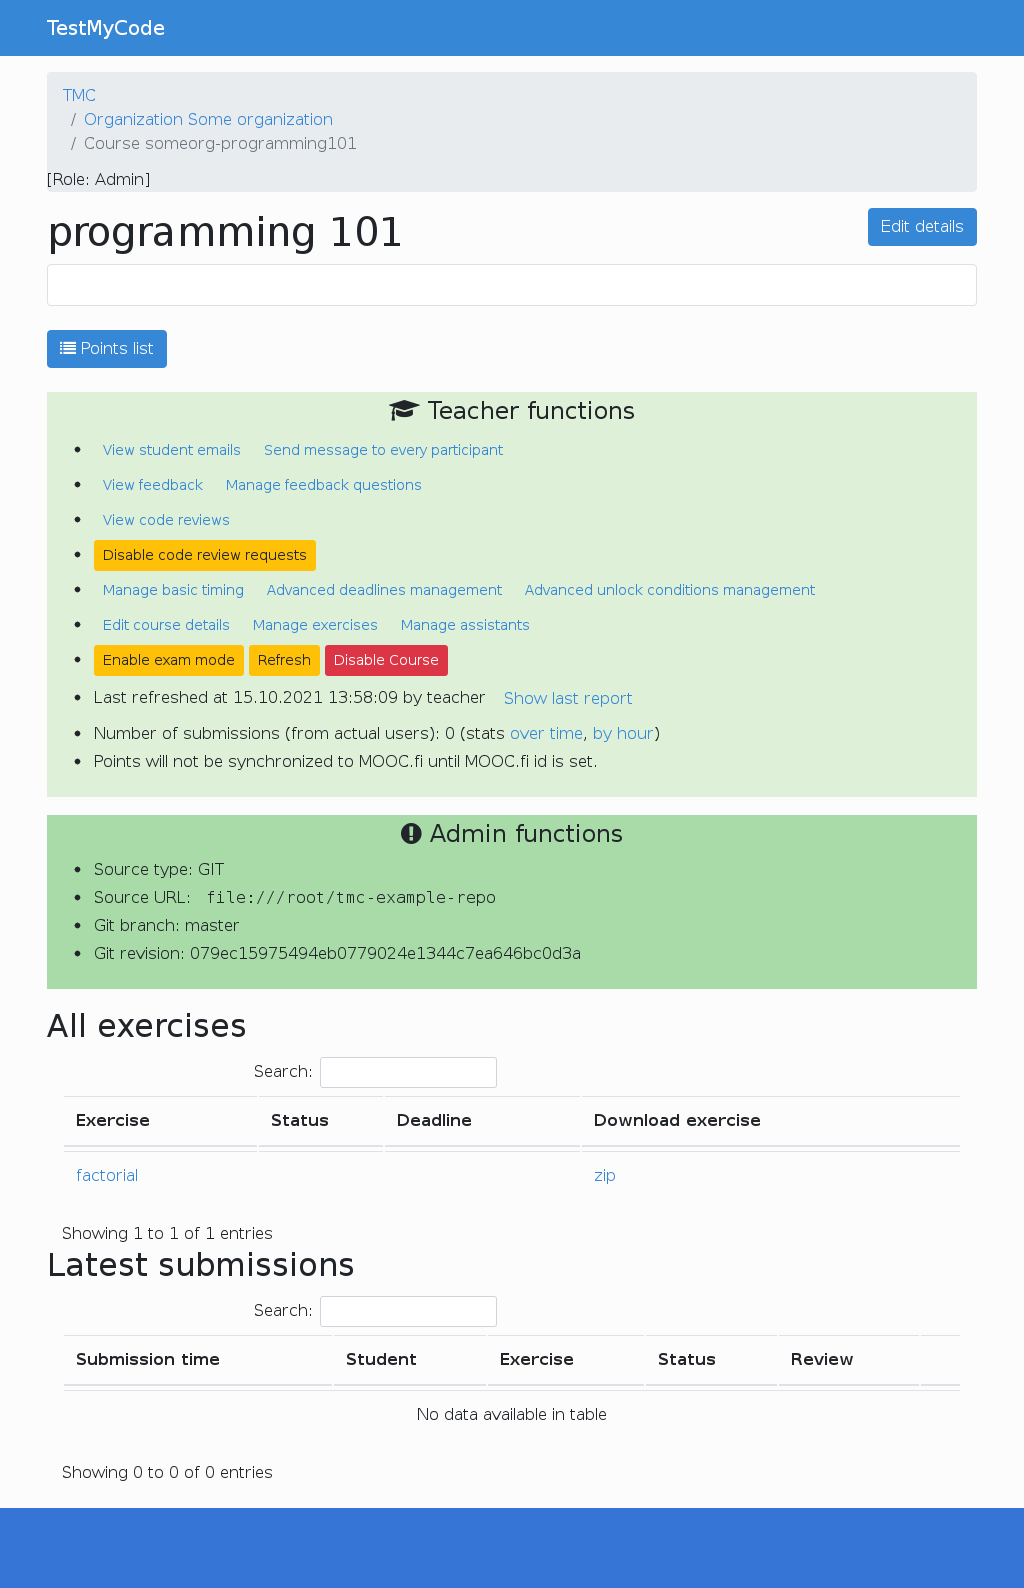 TestMyCode
TMC
/ Organization Some organization
/ Course someorg-programming101
[Role: Admin]
programming 101
Edit details
Points list
Teacher functions
View student emails Send message to every participant
View feedback Manage feedback questions
View code reviews
Disable code review requests
Manage basic timing Advanced deadlines management Advanced unlock conditions management
Edit course details Manage exercises Manage assistants
Enable exam mode Refresh Disable Course
Last refreshed at 15.10.2021 13:58:09 by teacher Show last report
Number of submissions (from actual users): 0 (stats over time, by hour)
Points will not be synchronized to MOOC.fi until MOOC.fi id is set.
Admin functions
Source type: GIT
Source URL: file:///root/tmc-example-repo
Git branch: master
Git revision: 079ec15975494eb0779024e1344c7ea646bc0d3a
All exercises
Search:
Exercise Status Deadline Download exercise
factorial zip
Showing 1 to 1 of 1 entries
Latest submissions
Search:
Submission time Student Exercise Status Review
No data available in table
Showing 0 to 0 of 0 entries